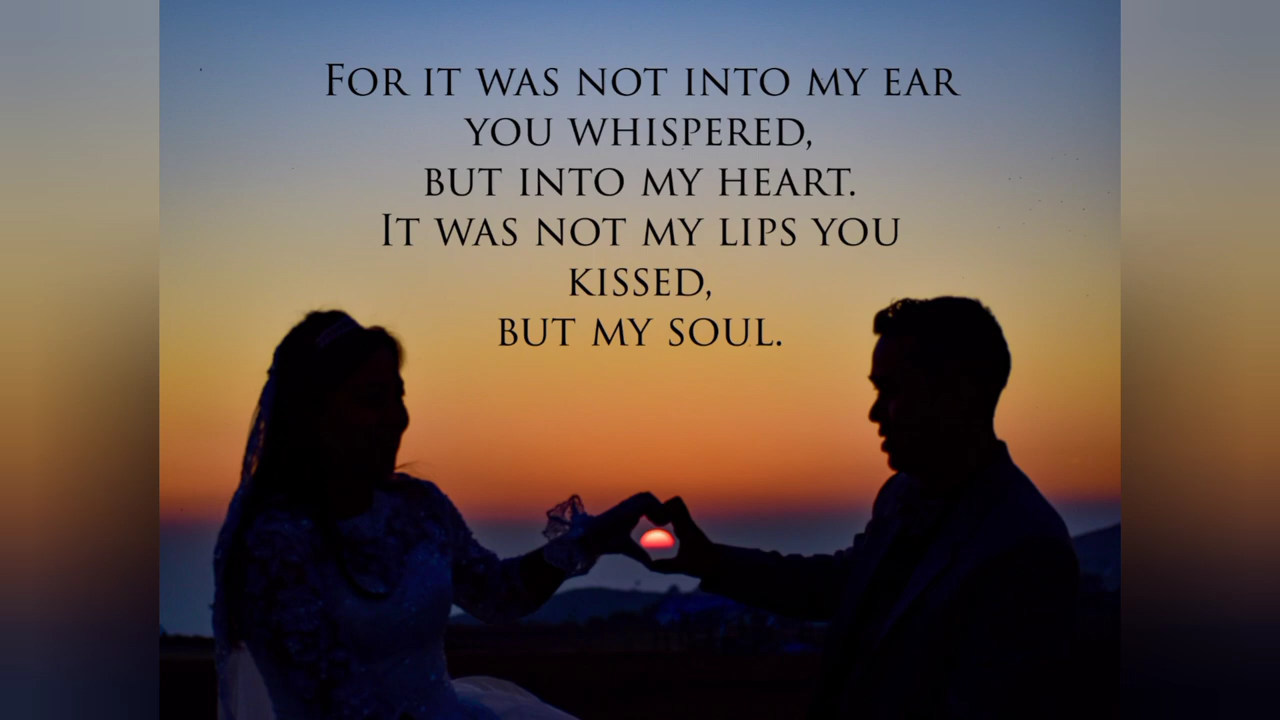 For it was not into my ear
you whispered,
but into my heart.
It was not my lips you
kissed,
but my soul.